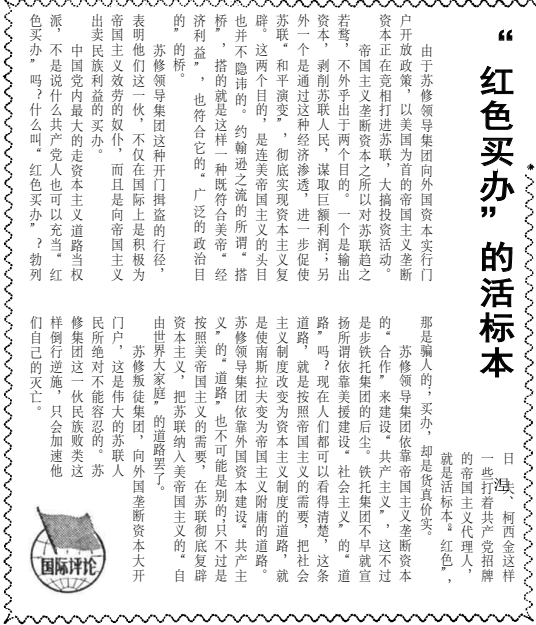 “红色买办”的活标本
由于苏修领导集团向外国资本实行门
户开放政策，以美国为首的帝国主义垄断
资本正在竞相打进苏联，大搞投资活动。
帝国主义垄断资本之所以对苏联趋之
若鹜，不外乎出于两个目的。一个是输出
资本，剥削苏联人民，谋取巨额利润；另
外一个是通过这种经济渗透，进一步促使
苏联“和平演变”，彻底实现资本主义复
辟。这两个目的，是连美帝国主义的头目
也并不隐讳的。约翰逊之流的所谓“搭
桥”，搭的就是这样一种既符合美帝“经
济利益”，也符合它的“广泛的政治目
的”的桥。
苏修领导集团这种开门揖盗的行径，
表明他们这一伙，不仅在国际上是积极为
帝国主义效劳的奴仆，而且是向帝国主义
出卖民族利益的买办。
中国党内最大的走资本主义道路当权
派，不是说什么共产党人也可以充当“红
色买办”吗？什么叫“红色买办”？勃列
日涅夫、柯西金这样
一些打着共产党招牌
的帝国主义代理人，
就是活标本。“红色”，
那是骗人的；买办，却是货真价实。
苏修领导集团依靠帝国主义垄断资本
的“合作”来建设“共产主义”，这不过
是步铁托集团的后尘。铁托集团不早就宣
扬所谓依靠美援建设“社会主义”的“道
路”吗？现在人们都可以看得清楚，这条
道路，就是按照帝国主义的需要，把社会
主义制度改变为资本主义制度的道路，就
是使南斯拉夫变为帝国主义附庸的道路。
苏修领导集团依靠外国资本建设“共产主
义”的“道路”也不可能是别的；只不过是
按照美帝国主义的需要，在苏联彻底复辟
资本主义，把苏联纳入美帝国主义的“自
由世界大家庭”的道路罢了。
苏修叛徒集团，向外国垄断资本大开
门户，这是伟大的苏联人
民所绝对不能容忍的。苏
修集团这一伙民族败类这
样倒行逆施，只会加速他
们自己的灭亡。
国际评论